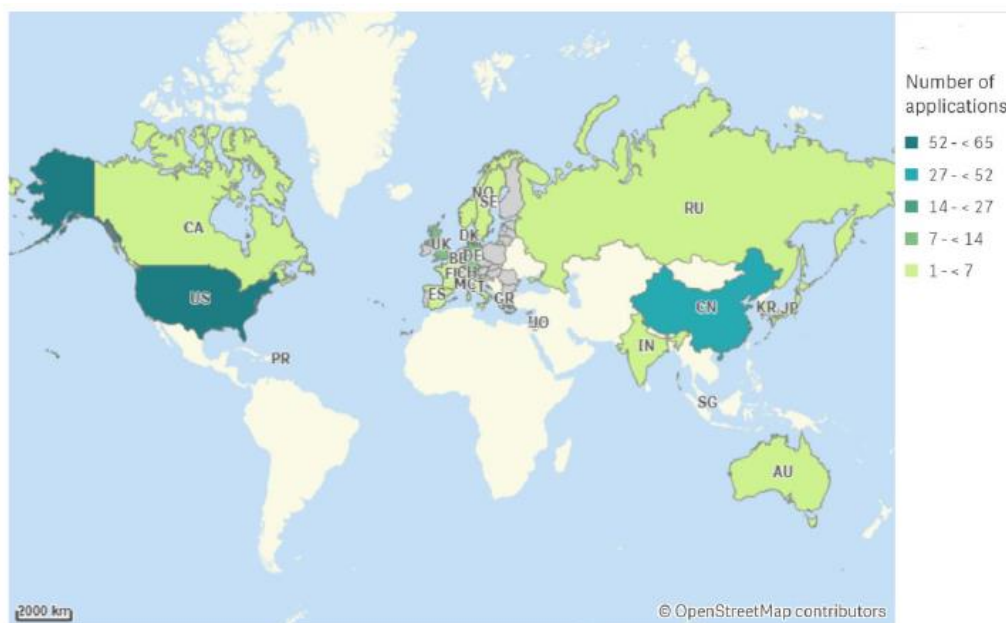 Number of
applications
52 - < 65
27 - < 52
14 - < 27
7 - < 14
1 - < 7
NO
SE
RU
CA
DK
UK
DE
ES
GR
US
CN
KR
JP
IN
PR
SG
AU
2000 km
© OpenStreetMap contributors